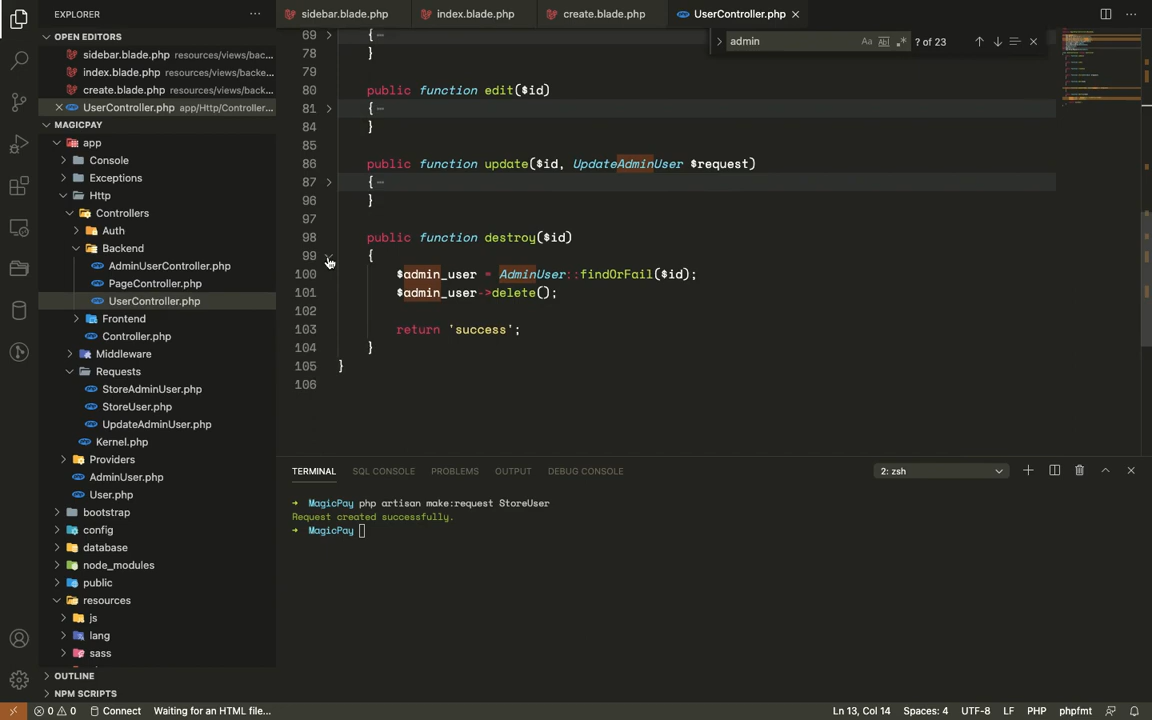 EXPLORER
sidebar.blade.php
index.blade.php
create.blade.php
UserController.php
OPEN EDITORS
sidebar.blade.php resources/views/bac...
index.blade.php resources/views/backe...
create.blade.php resources/views/back...
UserController.php app/Http/Controller...
MAGICPAY
app
Console
Exceptions
Http
Controllers
Auth
Backend
AdminUserController.php
PageController.php
UserController.php
Frontend
Controller.php
Middleware
Requests
StoreAdminUser.php
StoreUser.php
UpdateAdminUser.php
Kernel.php
Providers
AdminUser.php
User.php
bootstrap
config
database
node_modules
public
resources
js
lang
sass
OUTLINE
NPM SCRIPTS
admin Aa Ab| .* ? of 23
69 {
78 }
79
80 public function edit($id)
81 {
84 }
85
86 public function update($id, UpdateAdminUser $request)
87 {
96 }
97
98 public function destroy($id)
99 {
100 $admin_user = AdminUser::findOrFail($id);
101 $admin_user->delete();
102
103 return 'success';
104 }
105 }
106
TERMINAL SQL CONSOLE PROBLEMS OUTPUT DEBUG CONSOLE 2: zsh
→ MagicPay php artisan make:request StoreUser
Request created successfully.
→ MagicPay
0 0 Connect Waiting for an HTML file... Ln 13, Col 14 Spaces: 4 UTF-8 LF PHP phpfmt